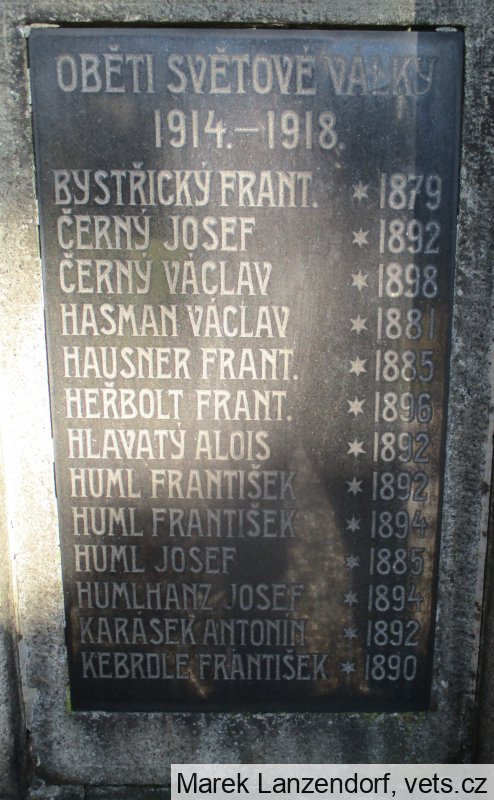 OBĚTI SVĚTOVÉ VÁLKY
1914.–1918.
BYSTŘICKÝ FRANT. * 1879
ČERNÝ JOSEF * 1892
ČERNÝ VÁCLAV * 1898
HASMAN VÁCLAV * 1881
HAUSNER FRANT. * 1885
HEŘBOLT FRANT. * 1896
HLAVATÝ ALOIS * 1892
HUML FRANTIŠEK * 1892
HUML FRANTIŠEK * 1894
HUML JOSEF * 1885
HUMLHANZ JOSEF * 1894
KARÁSEK ANTONÍN * 1892
KEBRDLE FRANTIŠEK * 1890
Marek Lanzendorf, vets.cz